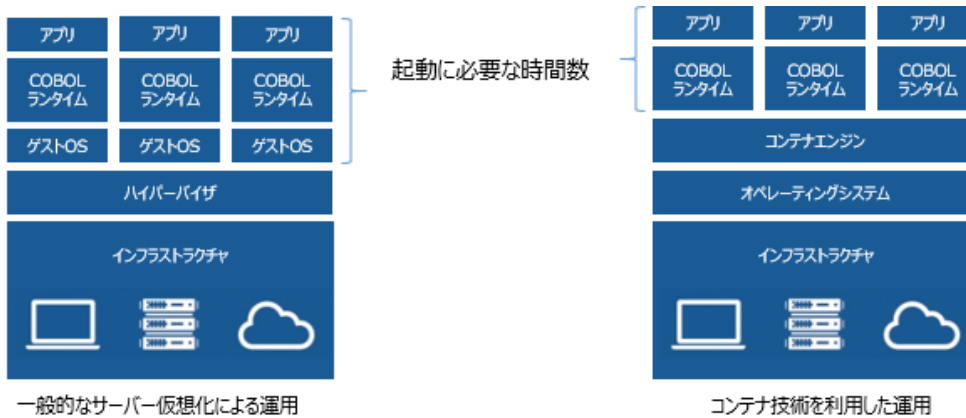 アプリ
アプリ
アプリ
COBOL
ランタイム
COBOL
ランタイム
COBOL
ランタイム
ゲストOS
ゲストOS
ゲストOS
ハイパーバイザ
インフラストラクチャ
一般的なサーバー仮想化による運用
起動に必要な時間数
アプリ
アプリ
アプリ
COBOL
ランタイム
COBOL
ランタイム
COBOL
ランタイム
コンテナエンジン
オペレーティングシステム
インフラストラクチャ
コンテナ技術を利用した運用